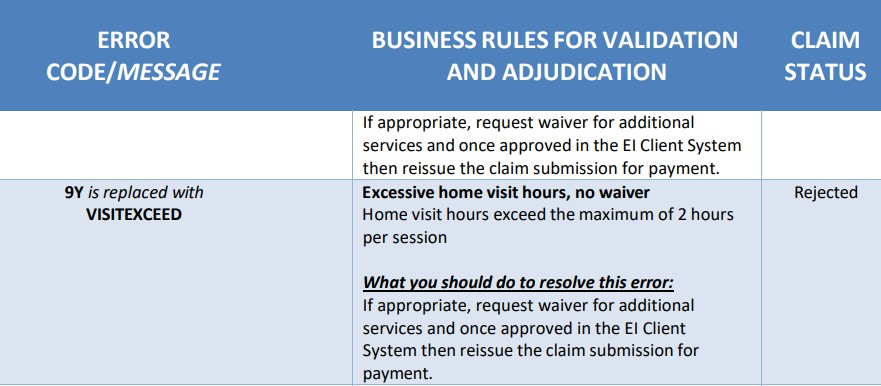 ERROR
CODE/MESSAGE
BUSINESS RULES FOR VALIDATION
AND ADJUDICATION
CLAIM
STATUS
If appropriate, request waiver for additional
services and once approved in the EI Client System
then reissue the claim submission for payment.
9Y is replaced with
VISITEXCEED
Excessive home visit hours, no waiver
Home visit hours exceed the maximum of 2 hours
per session
What you should do to resolve this error:
If appropriate, request waiver for additional
services and once approved in the EI Client
System then reissue the claim submission for
payment.
Rejected